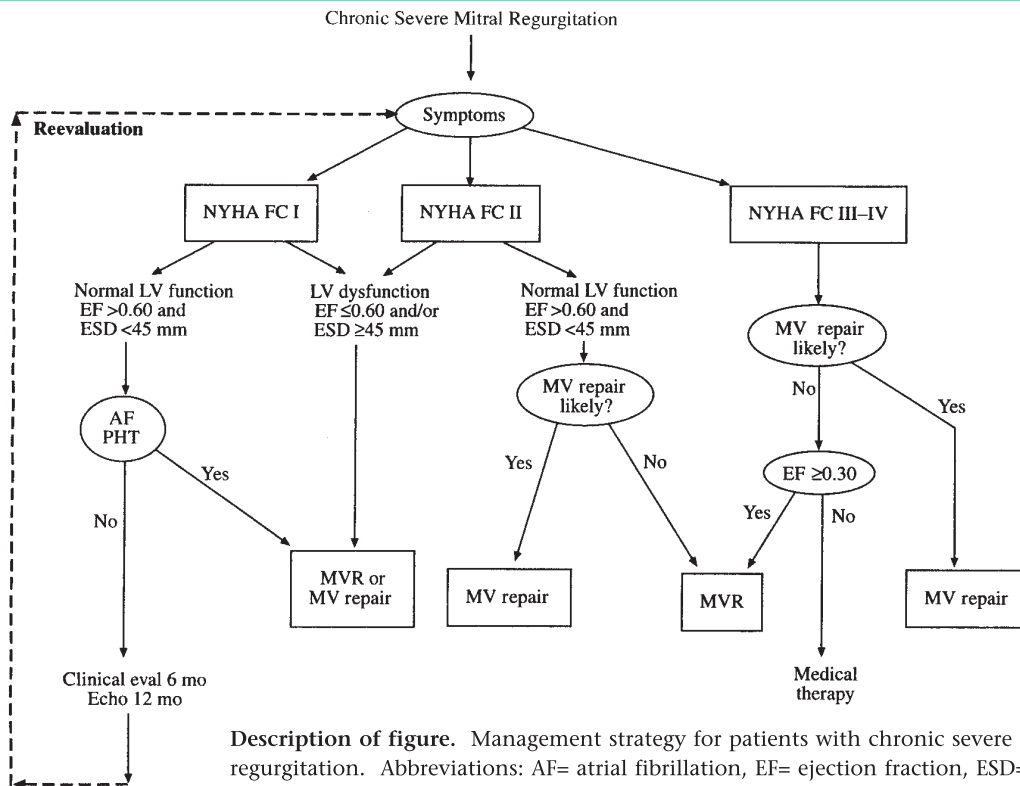 Chronic Severe Mitral Regurgitation
Symptoms
Reevaluation
NYHA FC I
NYHA FC II
NYHA FC III–IV
Normal LV function
EF >0.60 and
ESD <45 mm
LV dysfunction
EF ≤0.60 and/or
ESD ≥45 mm
Normal LV function
EF >0.60 and
ESD <45 mm
MV repair
likely?
MV repair
likely?
AF
PHT
No
Yes
Yes
No
EF ≥0.30
Yes
No
Yes
No
MVR or
MV repair
MV repair
MVR
MV repair
Clinical eval 6 mo
Echo 12 mo
Medical
therapy
Description of figure. Management strategy for patients with chronic severe
regurgitation. Abbreviations: AF= atrial fibrillation, EF= ejection fraction, ESD=